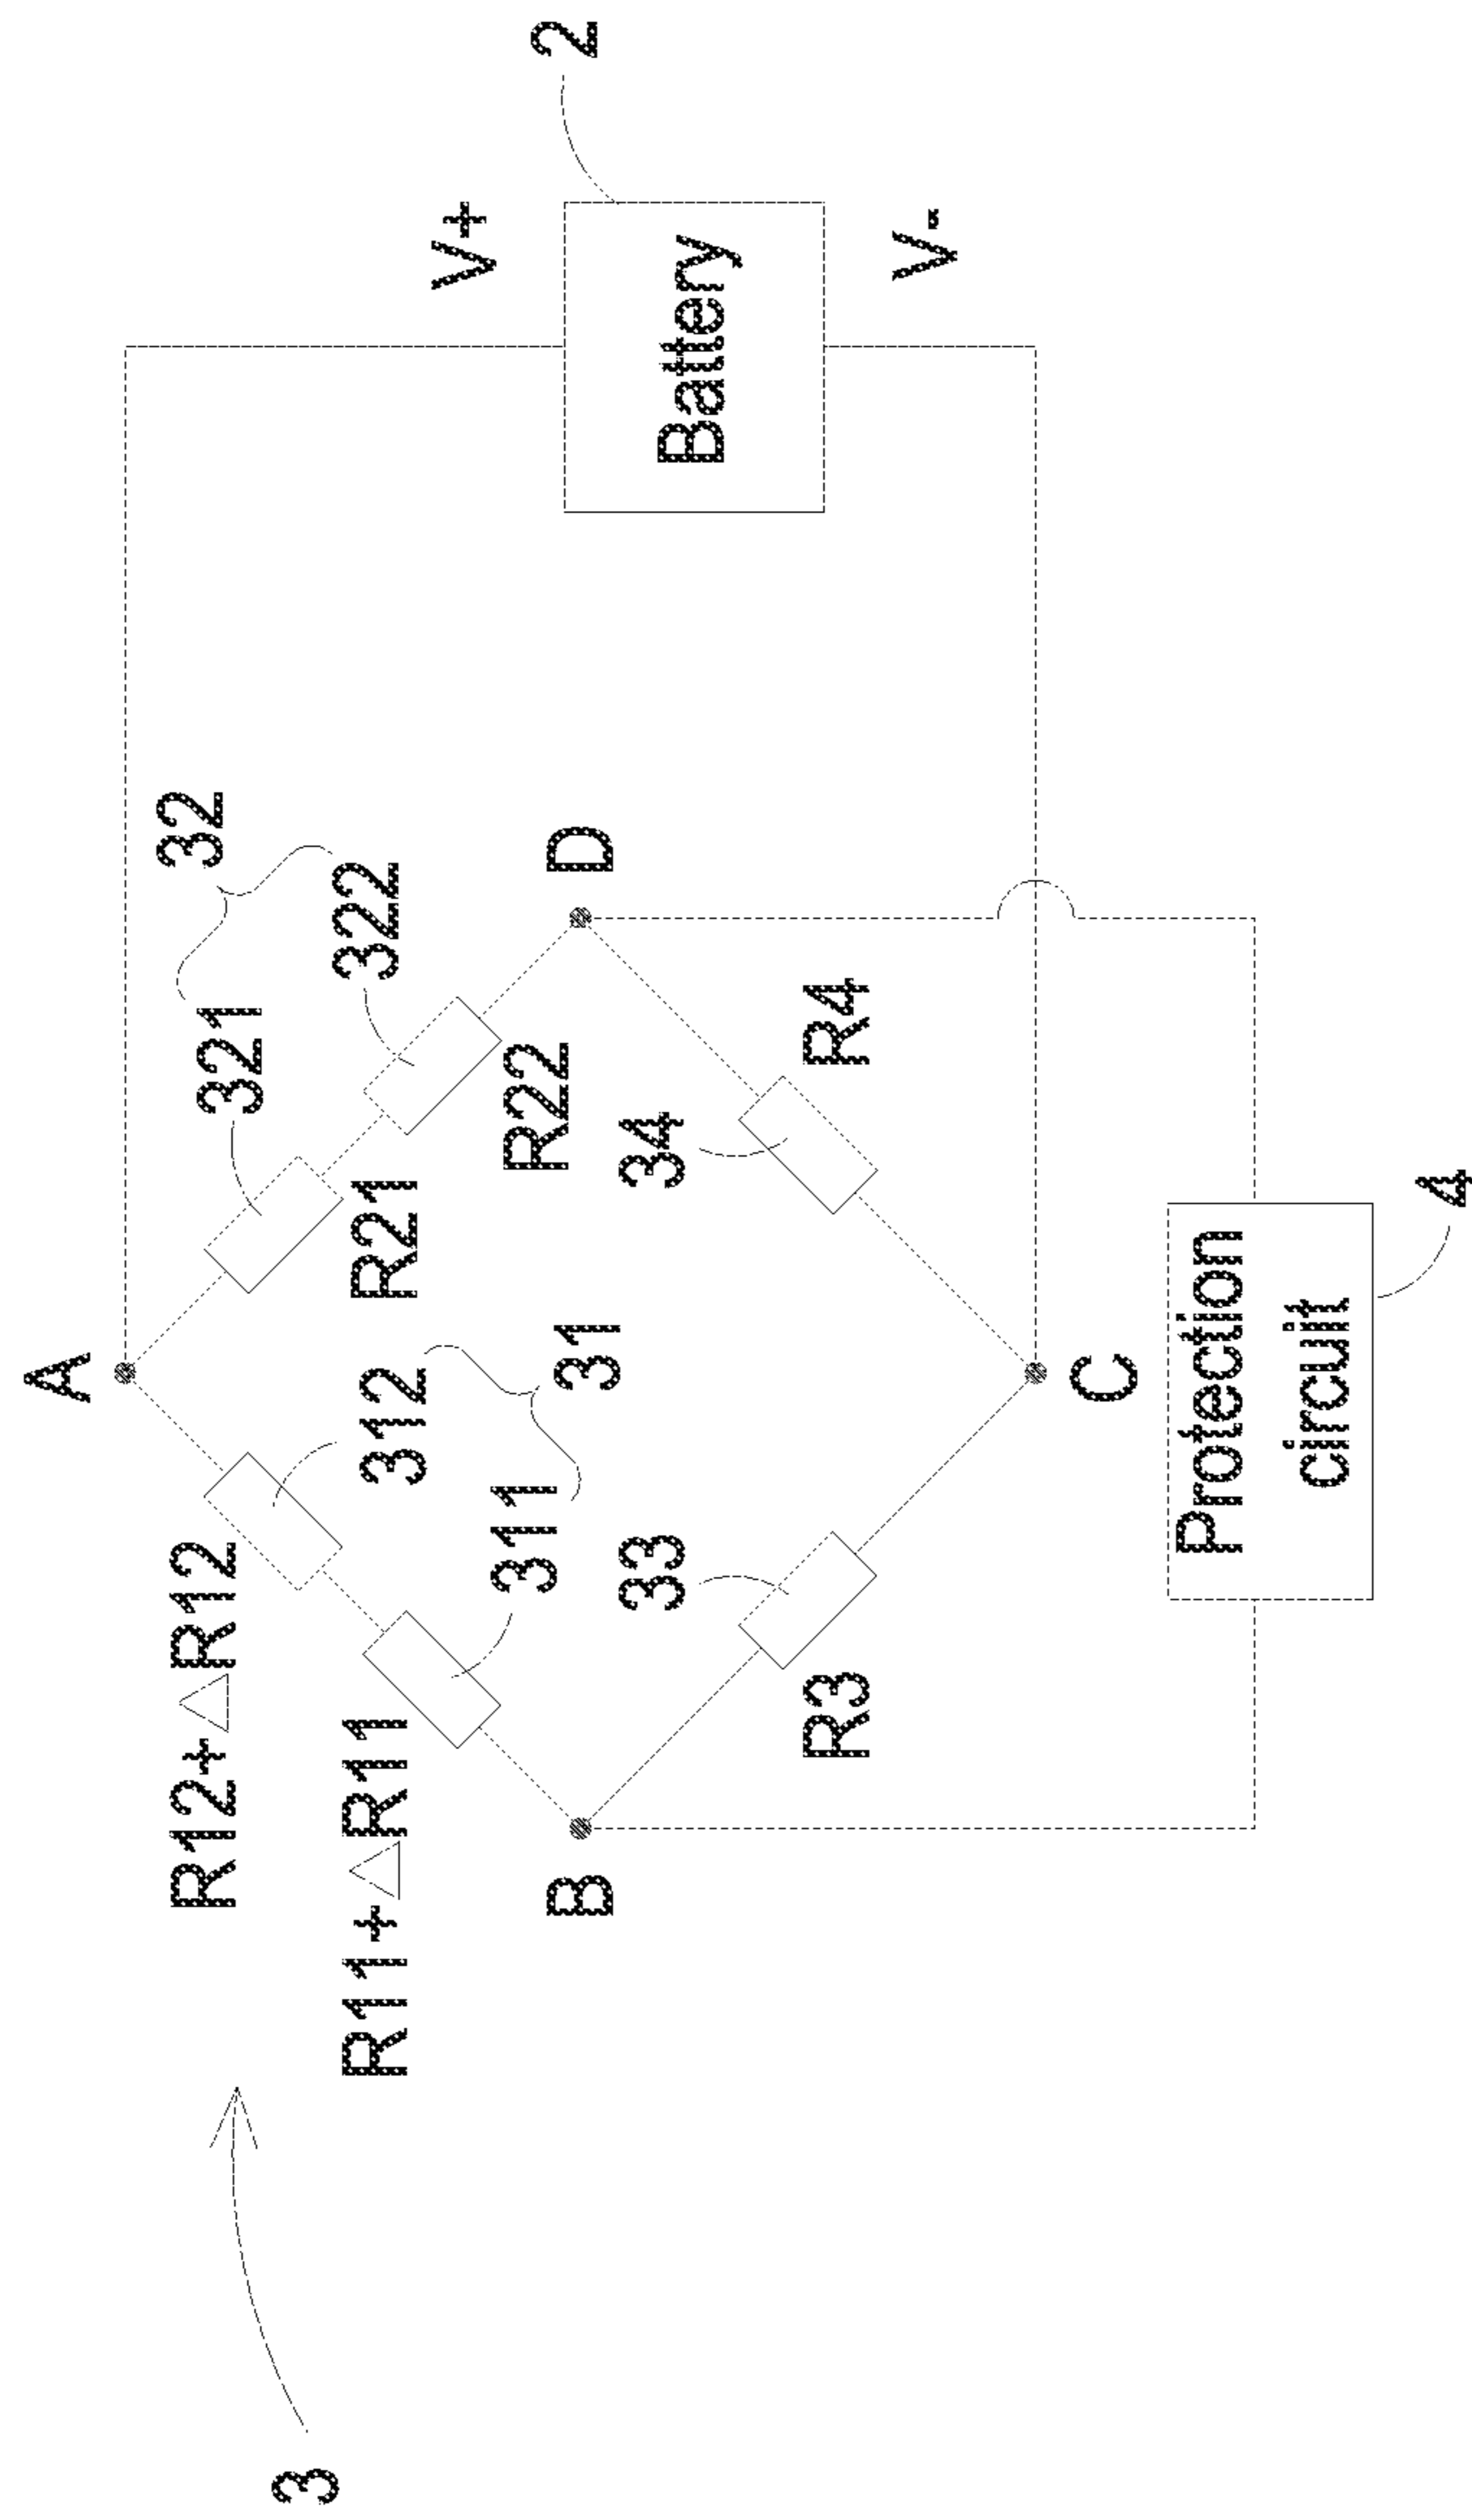 3
R12+△R12
R11+△R11
A
B
C
D
312
311
31
321
322
32
R21
R22
33
R3
34
R4
V+
V-
Battery
2
Protection
circuit
4